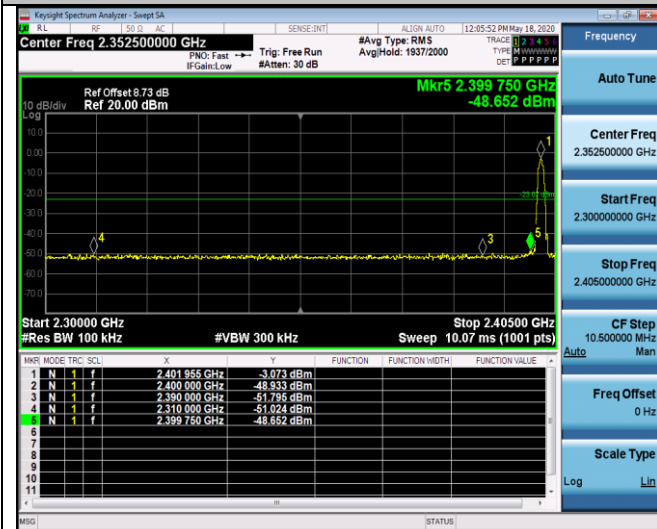 Keysight Spectrum Analyzer - Swept SA
RL RF 50 Ω AC SENSE:INT ALIGN AUTO 12:05:52 PM May 18, 2020
Center Freq 2.352500000 GHz
PNO: Fast
IFGain:Low
Trig: Free Run
#Atten: 30 dB
#Avg Type: RMS
Avg|Hold: 1937/2000
TRACE 1 2 3 4 5 6
TYPE M W W W W W
DET P P P P P P
Mkr5 2.399 750 GHz
-48.652 dBm
Ref Offset 8.73 dB
10 dB/div Ref 20.00 dBm
Log
10.0
0.00
-10.0
-20.0
-30.0
-40.0
-50.0
-60.0
-70.0
1
4
3
5
Start 2.30000 GHz Stop 2.40500 GHz
#Res BW 100 kHz #VBW 300 kHz Sweep 10.07 ms (1001 pts)
MKR MODE TRC SCL X Y FUNCTION FUNCTION WIDTH FUNCTION VALUE
1 N 1 f 2.401 955 GHz -3.073 dBm
2 N 1 f 2.400 000 GHz -48.933 dBm
3 N 1 f 2.390 000 GHz -51.795 dBm
4 N 1 f 2.310 000 GHz -51.024 dBm
5 N 1 f 2.399 750 GHz -48.652 dBm
6
7
8
9
10
11
MSG STATUS
Frequency
Auto Tune
Center Freq
2.352500000 GHz
Start Freq
2.300000000 GHz
Stop Freq
2.405000000 GHz
CF Step
10.500000 MHz
Auto Man
Freq Offset
0 Hz
Scale Type
Log Lin